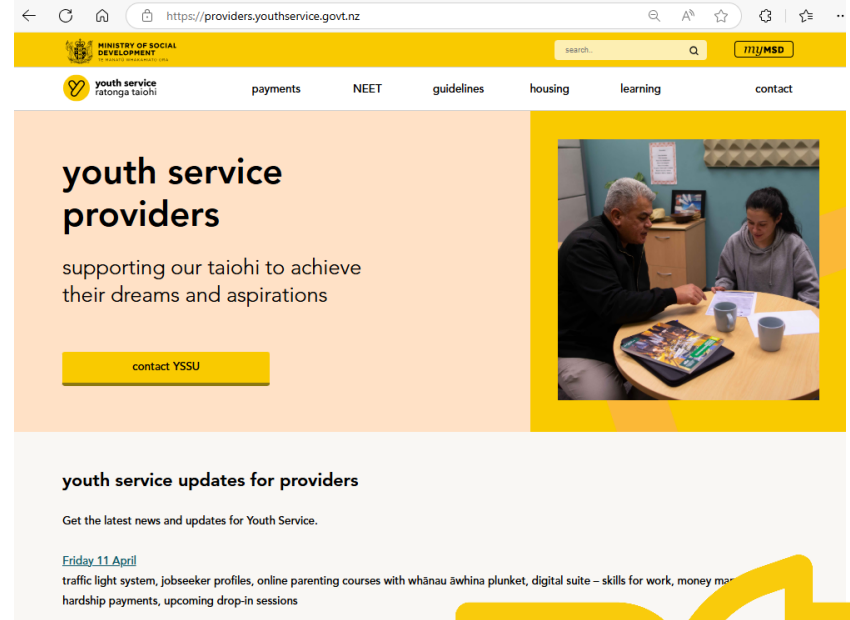 https://providers.youthservice.govt.nz
MINISTRY OF SOCIAL
DEVELOPMENT
TE MANATŪ WHAKAHIATO ORA
search..
myMSD
youth service
ratonga taiohi
payments NEET guidelines housing learning contact
youth service
providers
supporting our taiohi to achieve
their dreams and aspirations
contact YSSU
youth service updates for providers
Get the latest news and updates for Youth Service.
Friday 11 April
traffic light system, jobseeker profiles, online parenting courses with whānau āwhina plunket, digital suite – skills for work, money
hardship payments, upcoming drop-in sessions